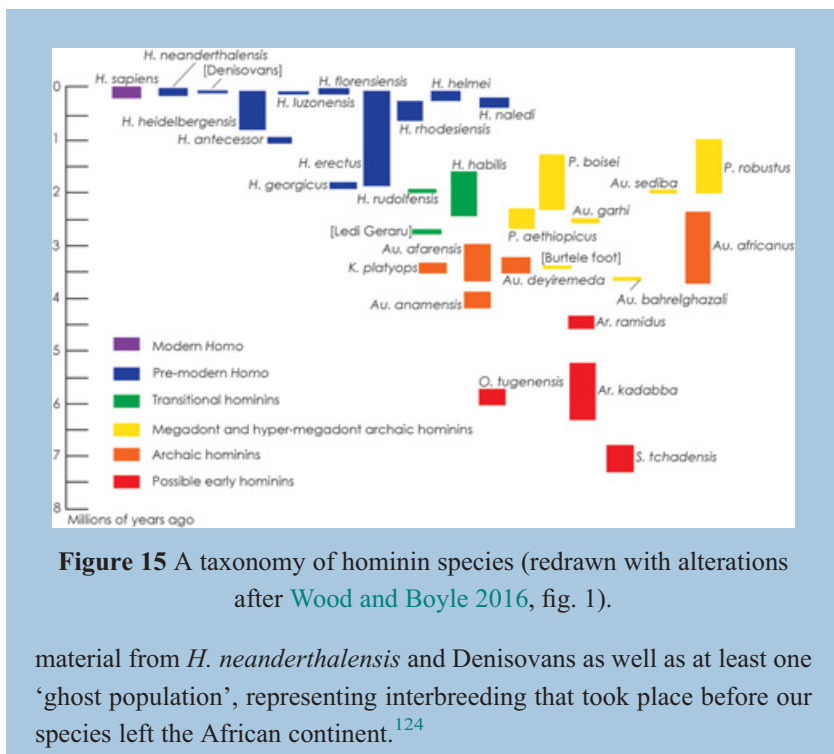 H. neanderthalensis
[Denisovans]
H. sapiens
H. florensiensis
H. helmei
0
H. luzonensis
H. naledi
H. heidelbergensis
H. rhodesiensis
1
H. antecessor
H. erectus
H. habilis
P. boisei
P. robustus
H. georgicus
Au. sediba
2
H. rudolfensis
Au. garhi
[Ledi Geraru]
P. aethiopicus
3
Au. afarensis
[Burtele foot]
Au. africanus
K. platyops
Au. deyiremeda
Au. anamensis
Au. bahrelghazali
4
Ar. ramidus
Modern Homo
5
Pre-modern Homo
O. tugenensis
Ar. kadabba
Transitional hominins
6
Megadont and hyper-megadont archaic hominins
Archaic hominins
7
S. tchadensis
Possible early hominins
8
Millions of years ago
Figure 15 A taxonomy of hominin species (redrawn with alterations
after Wood and Boyle 2016, fig. 1).
material from H. neanderthalensis and Denisovans as well as at least one
‘ghost population’, representing interbreeding that took place before our
species left the African continent.124